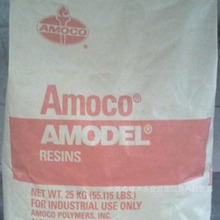 AMOCO
Amoco®
AMODEL®
RESINS
NET WT. 25 KG (55.115 LBS.)
FOR INDUSTRIAL USE ONLY
AMOCO POLYMERS, INC.